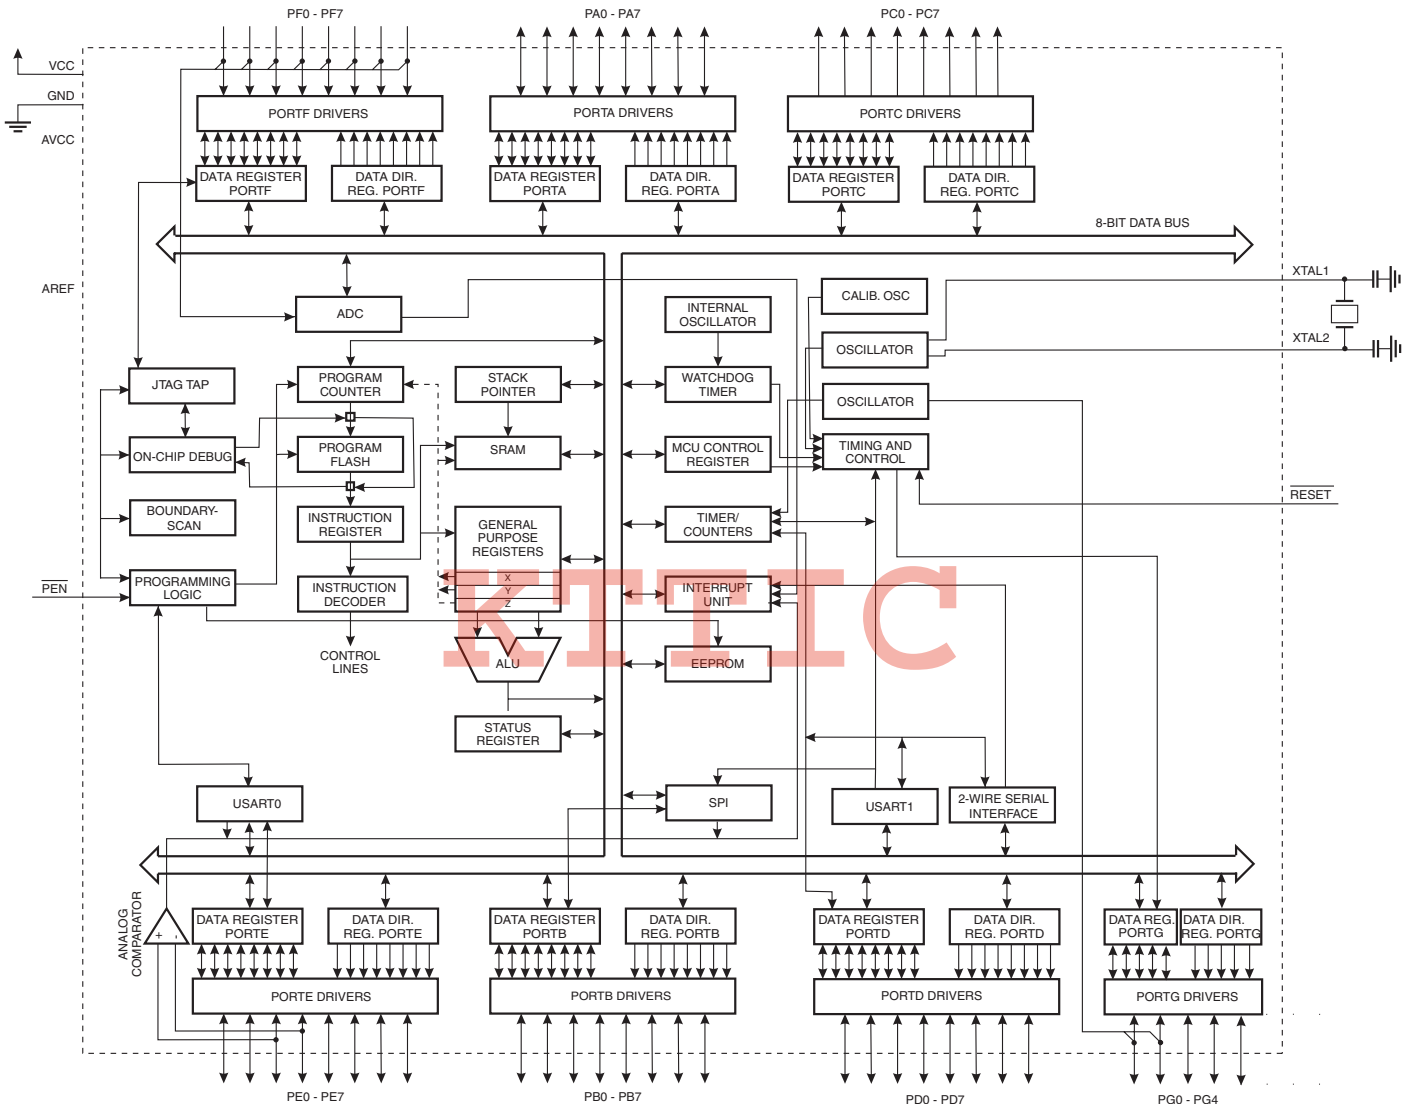 PF0 - PF7
PA0 - PA7
PC0 - PC7
VCC
GND
AVCC
PORTF DRIVERS
PORTA DRIVERS
PORTC DRIVERS
DATA REGISTER
PORTF
DATA DIR.
REG. PORTF
DATA REGISTER
PORTA
DATA DIR.
REG. PORTA
DATA REGISTER
PORTC
DATA DIR.
REG. PORTC
8-BIT DATA BUS
XTAL1
AREF
CALIB. OSC
ADC
INTERNAL
OSCILLATOR
XTAL2
OSCILLATOR
JTAG TAP
PROGRAM
COUNTER
STACK
POINTER
WATCHDOG
TIMER
OSCILLATOR
ON-CHIP DEBUG
PROGRAM
FLASH
SRAM
MCU CONTROL
REGISTER
TIMING AND
CONTROL
RESET
BOUNDARY-
SCAN
INSTRUCTION
REGISTER
GENERAL
PURPOSE
REGISTERS
X
Y
Z
TIMER/
COUNTERS
PEN
PROGRAMMING
LOGIC
INSTRUCTION
DECODER
INTERRUPT
UNIT
KTTIC
CONTROL
LINES
ALU
EEPROM
STATUS
REGISTER
USART0
SPI
USART1
2-WIRE SERIAL
INTERFACE
ANALOG
COMPARATOR
+
-
DATA REGISTER
PORTE
DATA DIR.
REG. PORTE
DATA REGISTER
PORTB
DATA DIR.
REG. PORTB
DATA REGISTER
PORTD
DATA DIR.
REG. PORTD
DATA REG.
PORTG
DATA DIR.
REG. PORTG
PORTE DRIVERS
PORTB DRIVERS
PORTD DRIVERS
PORTG DRIVERS
PE0 - PE7
PB0 - PB7
PD0 - PD7
PG0 - PG4